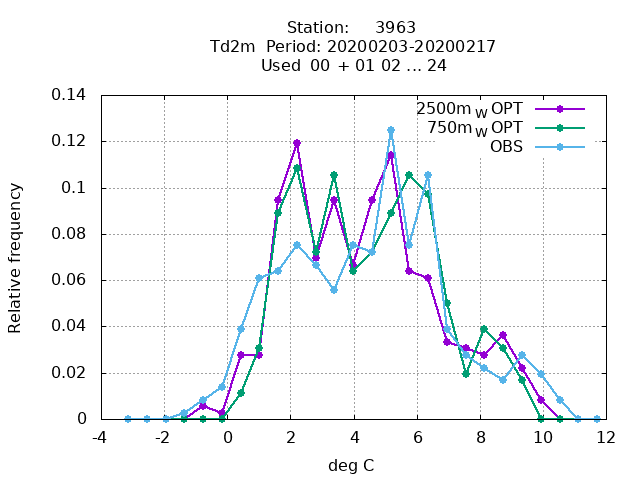 Station: 3963
Td2m Period: 20200203-20200217
Used 00 + 01 02 ... 24
2500m W OPT
750m W OPT
OBS
0.14
0.12
0.1
0.08
0.06
0.04
0.02
0
Relative frequency
-4 -2 0 2 4 6 8 10 12
deg C